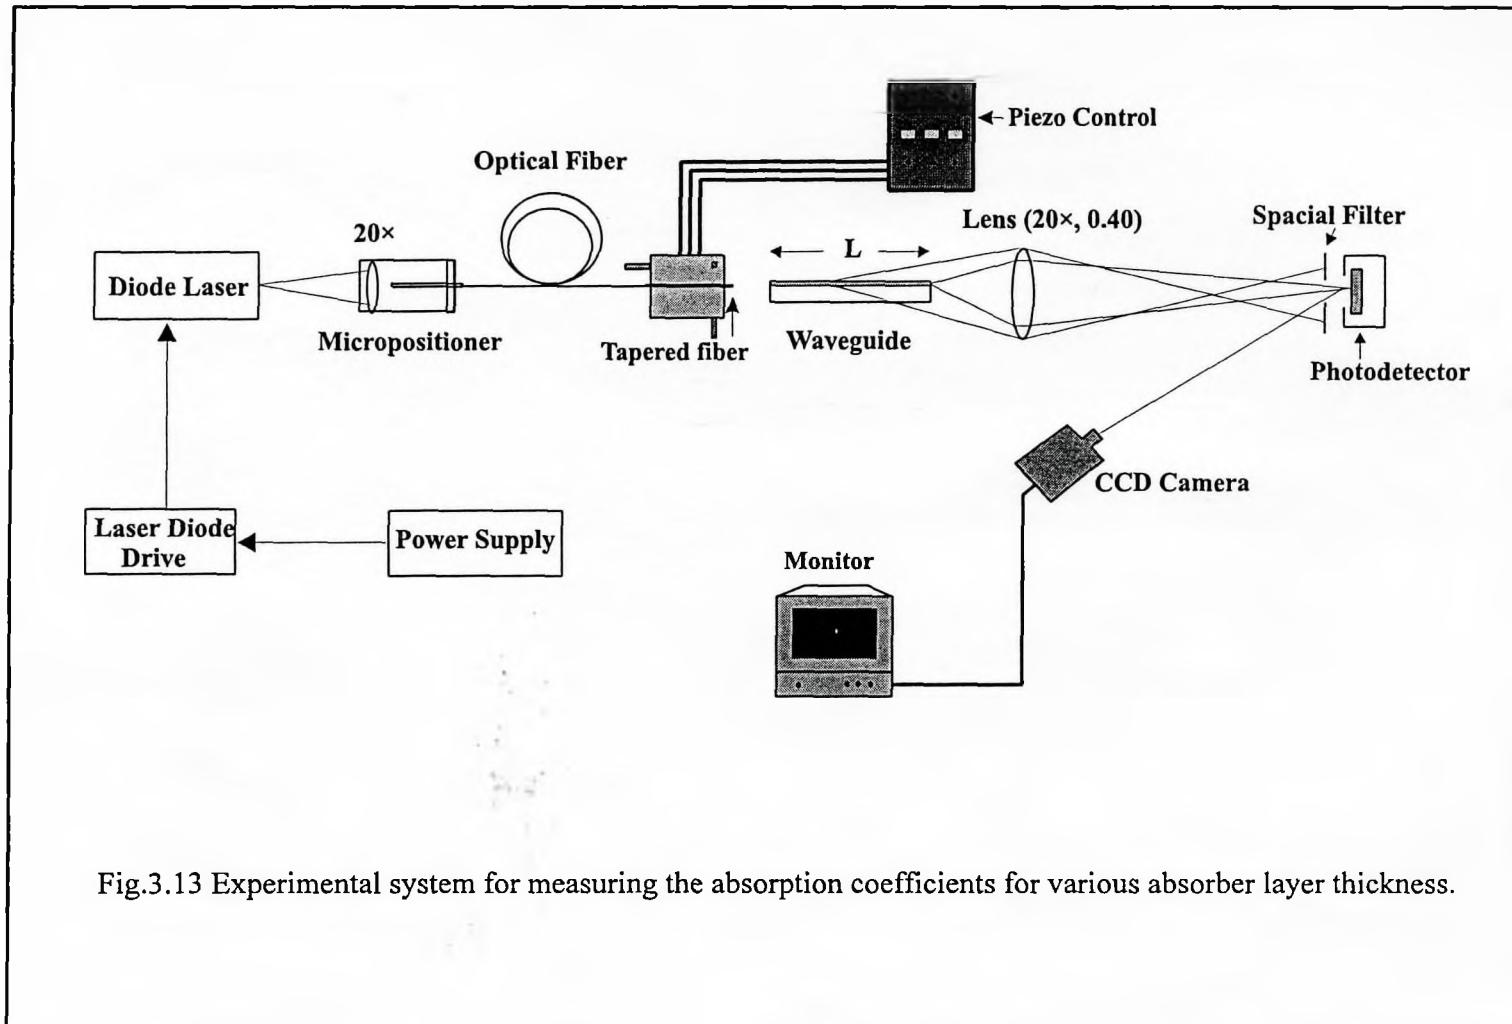 Piezo Control
Optical Fiber
Lens (20×, 0.40)
Spacial Filter
20×
L
Diode Laser
Micropositioner
Tapered fiber
Waveguide
Photodetector
CCD Camera
Laser Diode
Drive
Power Supply
Monitor
Fig.3.13 Experimental system for measuring the absorption coefficients for various absorber layer thickness.